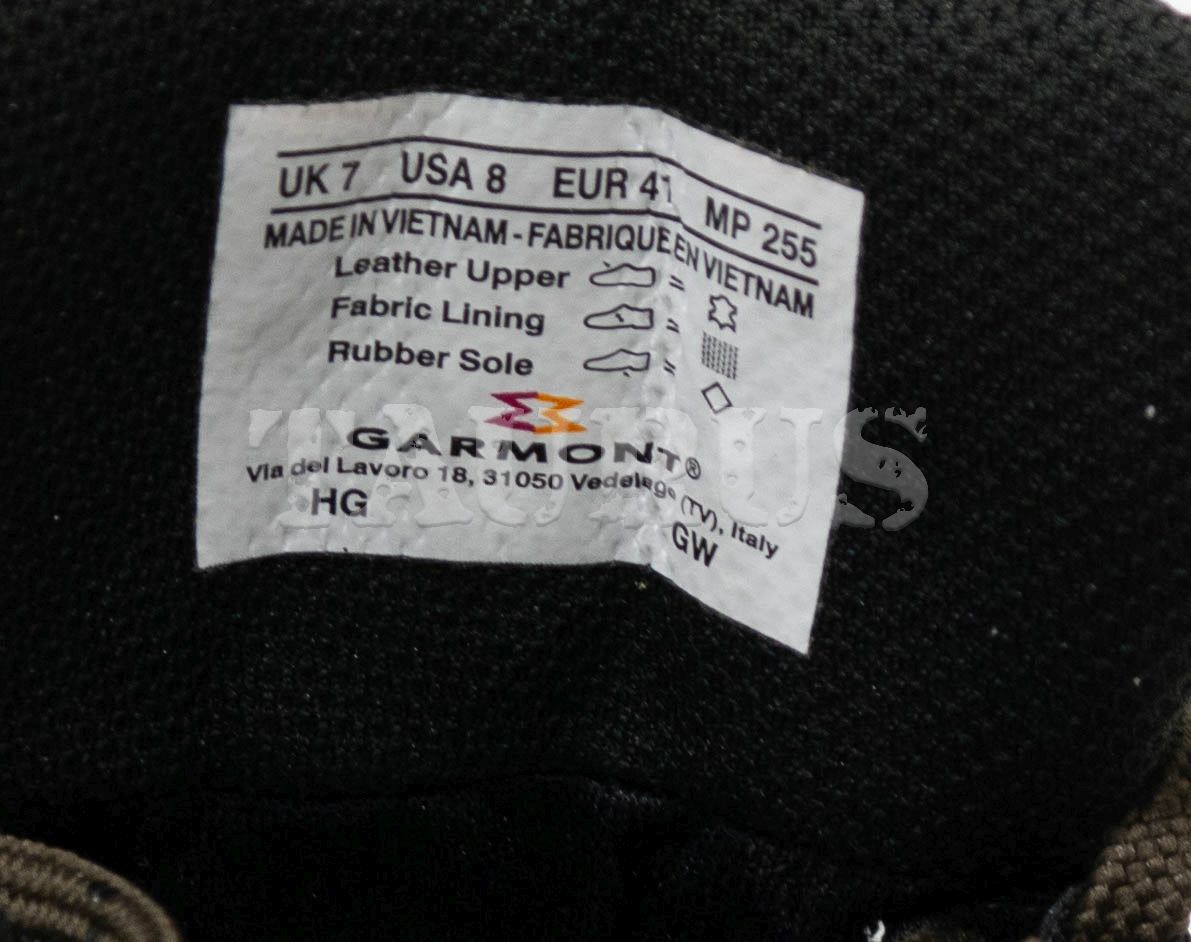 UK 7 USA 8 EUR 41 MP 255
MADE IN VIETNAM - FABRIQUE EN VIETNAM
Leather Upper =
Fabric Lining =
Rubber Sole =
GARMONT®
Via del Lavoro 18, 31050 Vedelago (TV), Italy
HG GW
TAURUS